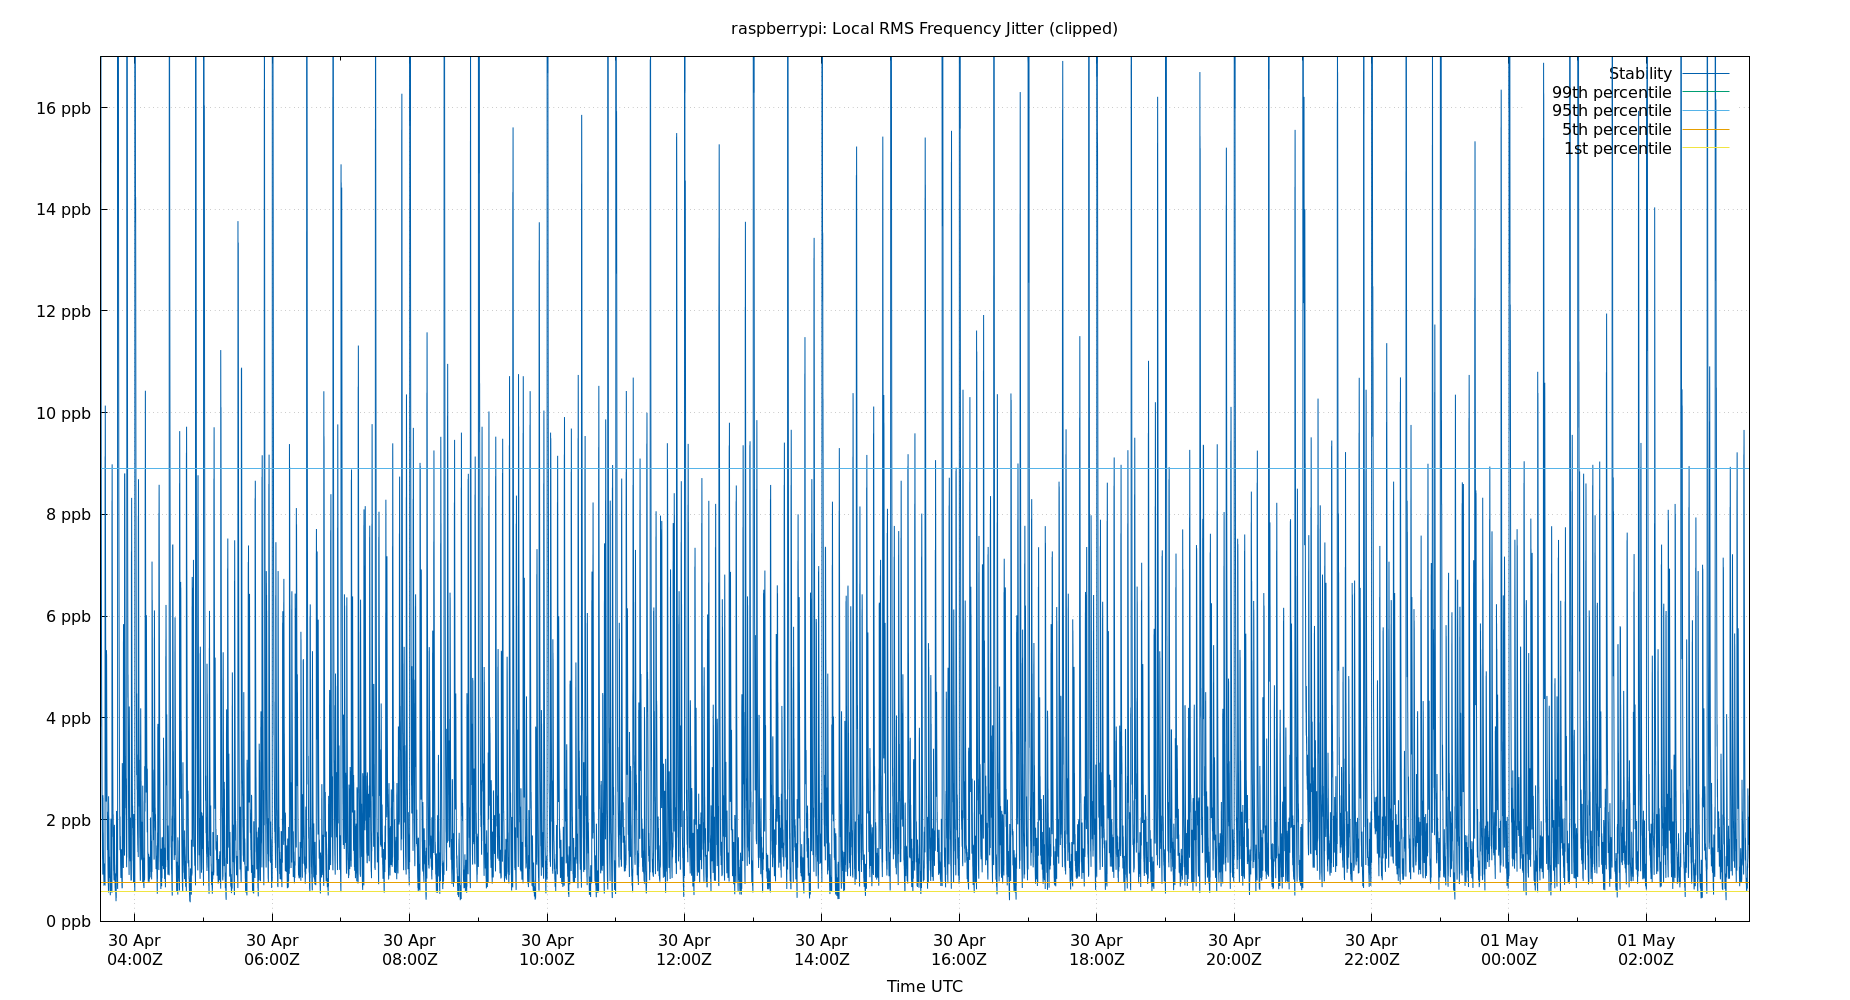 raspberrypi: Local RMS Frequency Jitter (clipped)
Stability
99th percentile
95th percentile
5th percentile
1st percentile
16 ppb
14 ppb
12 ppb
10 ppb
8 ppb
6 ppb
4 ppb
2 ppb
0 ppb
30 Apr 30 Apr 30 Apr 30 Apr 30 Apr 30 Apr 30 Apr 30 Apr 30 Apr 30 Apr 01 May 01 May
04:00Z 06:00Z 08:00Z 10:00Z 12:00Z 14:00Z 16:00Z 18:00Z 20:00Z 22:00Z 00:00Z 02:00Z
Time UTC